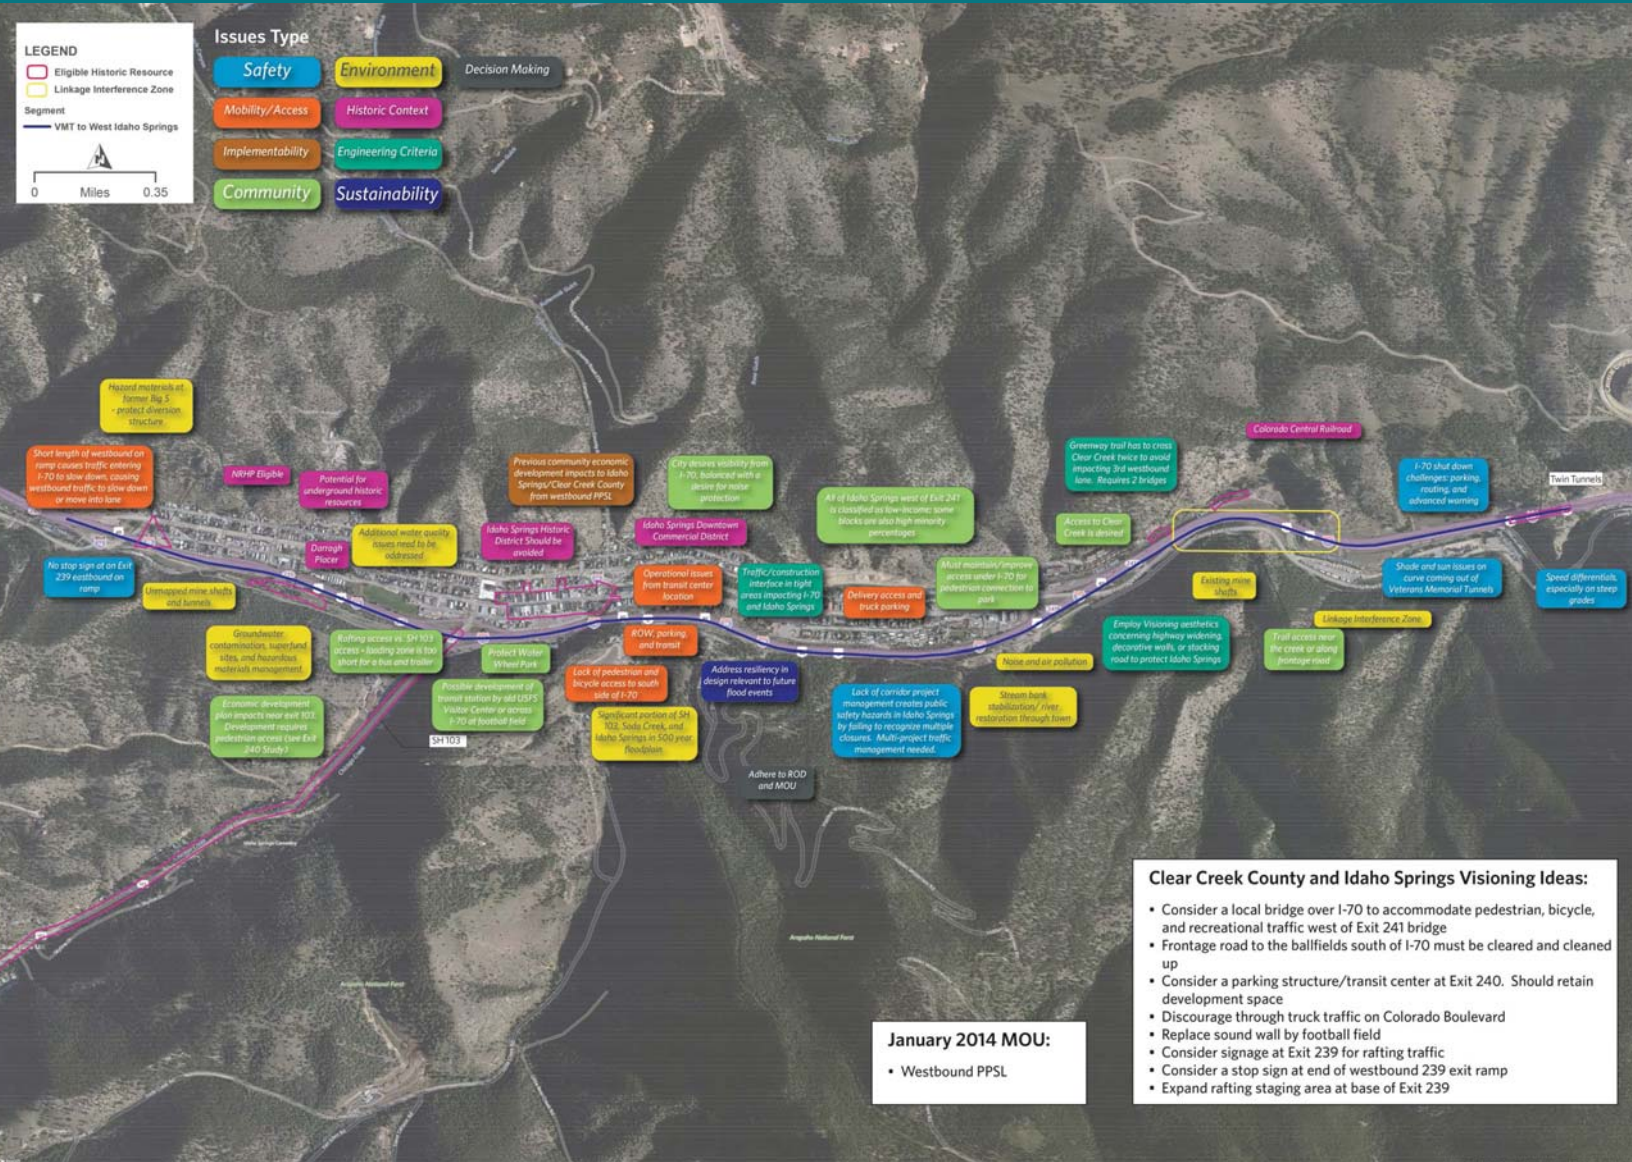 LEGEND
Eligible Historic Resource
Linkage Interference Zone
Segment
VMT to West Idaho Springs
0 Miles 0.35
Issues Type
Safety
Environment
Decision Making
Mobility/Access
Historic Context
Implementability
Engineering Criteria
Community
Sustainability
Hazard materials at
former Big 5
- protect diversion
structure
Short length of westbound on
ramp causes traffic entering
I-70 to slow down, causing
westbound traffic to slow down
or move into lane
NRHP Eligible
Potential for
underground historic
resources
Previous community economic
development impacts to Idaho
Springs/Clear Creek County
from westbound PPSL
City desires visibility from
I-70, balanced with a
desire for noise
protection
Greenway trail has to cross
Clear Creek twice to avoid
impacting 3rd westbound
lane. Requires 2 bridges
Colorado Central Railroad
I-70 shut down
challenges: parking,
routing, and
advanced warning
Twin Tunnels
All of Idaho Springs west of Exit 241
is classified as low-income; some
blocks are also high minority
percentages
Access to Clear
Creek is desired
Additional water quality
issues need to be
addressed
Idaho Springs Historic
District Should be
avoided
Idaho Springs Downtown
Commercial District
Darragh
Placer
No stop sign at an Exit
239 eastbound on
ramp
Unmapped mine shafts
and tunnels
Operational issues
from transit center
location
Traffic/construction
interface in tight
areas impacting I-70
and Idaho Springs
Delivery access and
truck parking
Must maintain/improve
access under I-70 for
pedestrian connection to
park
Existing mine
shafts
Shade and sun issues on
curve coming out of
Veterans Memorial Tunnels
Speed differentials,
especially on steep
grades
Linkage Interference Zone
Groundwater
contamination, superfund
sites, and hazardous
materials management.
Rafting access vs. SH 103
access - loading zone is too
short for a bus and trailer
Protect Water
Wheel Park
ROW, parking,
and transit
Lack of pedestrian and
bicycle access to south
side of I-70
Address resiliency in
design relevant to future
flood events
Noise and air pollution
Employ Visioning aesthetics
concerning highway widening,
decorative walls, or stacking
road to protect Idaho Springs
Trail access near
the creek or along
frontage road
Economic development
plan impacts near exit 103.
Development requires
pedestrian access (see Exit
240 Study)
Possible development of
transit station by old USFS
Visitor Center or across
I-70 at football field
SH 103
Significant portion of SH
103, Soda Creek, and
Idaho Springs in 500 year
floodplain
Lack of corridor project
management creates public
safety hazards in Idaho Springs
by failing to recognize multiple
closures. Multi-project traffic
management needed.
Stream bank
stabilization/ river
restoration through town
Adhere to ROD
and MOU
Idaho Springs Cemetery
Arapaho National Forest
Arapaho National Forest
January 2014 MOU:
• Westbound PPSL
Clear Creek County and Idaho Springs Visioning Ideas:
• Consider a local bridge over I-70 to accommodate pedestrian, bicycle,
and recreational traffic west of Exit 241 bridge
• Frontage road to the ballfields south of I-70 must be cleared and cleaned
up
• Consider a parking structure/transit center at Exit 240. Should retain
development space
• Discourage through truck traffic on Colorado Boulevard
• Replace sound wall by football field
• Consider signage at Exit 239 for rafting traffic
• Consider a stop sign at end of westbound 239 exit ramp
• Expand rafting staging area at base of Exit 239